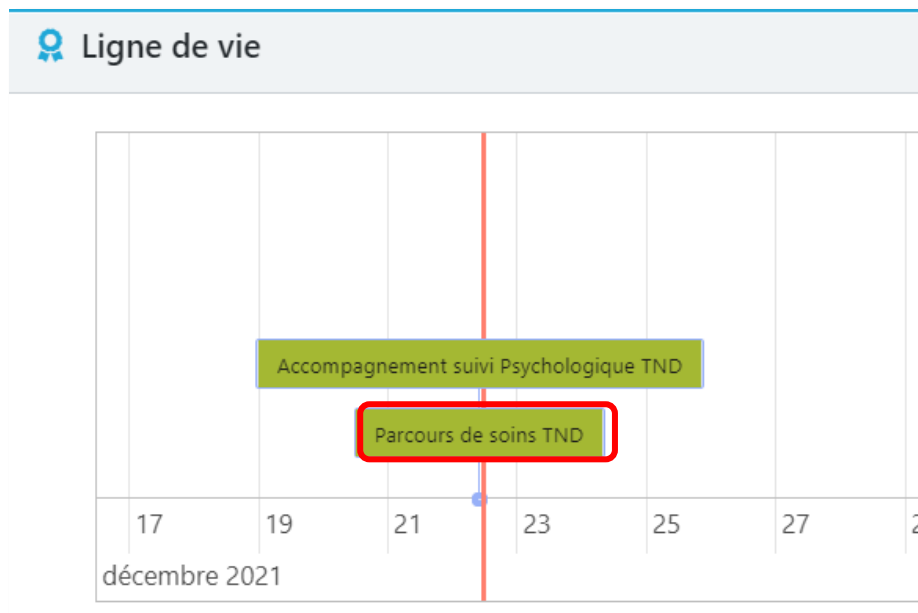 Ligne de vie
Accompagnement suivi Psychologique TND
Parcours de soins TND
17 19 21 23 25 27
décembre 2021